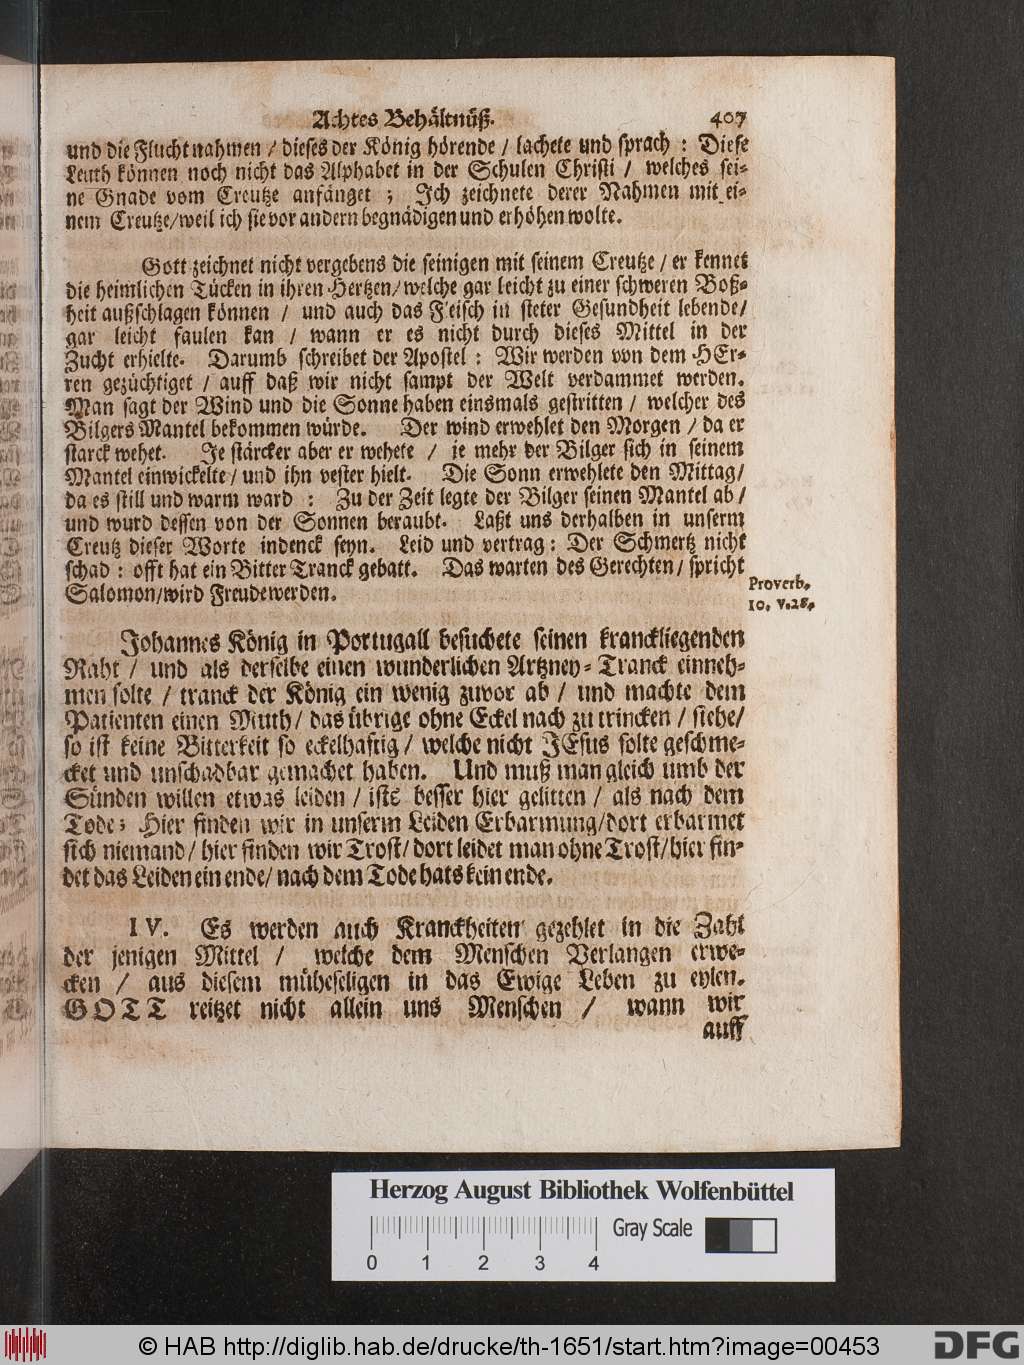 Achtes Behältnüß. 407
und die Flucht nahmen / dieses der König hörende / lachete und sprach : Diese
Leuth können noch nicht das Alphabet in der Schulen Christi / welches sei-
ne Gnade vom Creutze anfänget ; Ich zeichnete derer Nahmen mit ei-
nem Creutze/weil ich sie vor andern begnädigen und erhöhen wolte.
Gott zeichnet nicht vergebens die seinigen mit seinem Creutze / er kennet
die heimlichen Tücken in ihren Hertzen/welche gar leicht zu einer schweren Boß-
heit außschlagen können / und auch das Fleisch in steter Gesundheit lebende/
gar leicht faulen kan / wann er es nicht durch dieses Mittel in der
Zucht erhielte. Darumb schreibet der Apostel : Wir werden von dem HEr-
ren gezüchtiget / auff daß wir nicht sampt der Welt verdammet werden.
Man sagt der Wind und die Sonne haben einsmals gestritten / welcher des
Bilgers Mantel bekommen würde. Der wind erwehlet den Morgen / da er
starck wehet. Je stärcker aber er wehete / je mehr der Bilger sich in seinem
Mantel einwickelte/ und ihn vester hielt. Die Sonn erwehlete den Mittag/
da es still und warm ward : Zu der Zeit legte der Bilger seinen Mantel ab/
und wurd dessen von der Sonnen beraubt. Laßt uns derhalben in unserm
Creutz dieser Worte indenck seyn. Leid und vertrag: Der Schmertz nicht
schad : offt hat ein Bitter Tranck gebatt. Das warten des Gerechten/ spricht
Salomon/wird Freude werden.
Proverb.
10. v.28.
Johannes König in Portugall besuchete seinen kranckliegenden
Raht / und als derselbe einen wunderlichen Artzney-Tranck einneh-
men solte / tranck der König ein wenig zuvor ab / und machte dem
Patienten einen Muth/ das übrige ohne Eckel nach zu trincken / siehe/
so ist keine Bitterkeit so eckelhafftig / welche nicht JEsus solte geschme-
cket und unschadbar gemachet haben. Und muß man gleich umb der
Sünden willen etwas leiden / ists besser hier gelitten / als nach dem
Tode; Hier finden wir in unserm Leiden Erbarmung/dort erbarmet
sich niemand/ hier finden wir Trost/ dort leidet man ohne Trost/hier fin-
det das Leiden ein ende/ nach dem Tode hats kein ende.
IV. Es werden auch Kranckheiten gezehlet in die Zahl
der jenigen Mittel / welche dem Menschen Verlangen erwe-
cken / aus diesem müheseligen in das Ewige Leben zu eylen.
GOTT reitzet nicht allein uns Menschen / wann wir
auff
Herzog August Bibliothek Wolfenbüttel
Gray Scale
0 1 2 3 4
© HAB http://diglib.hab.de/drucke/th-1651/start.htm?image=00453
DFG